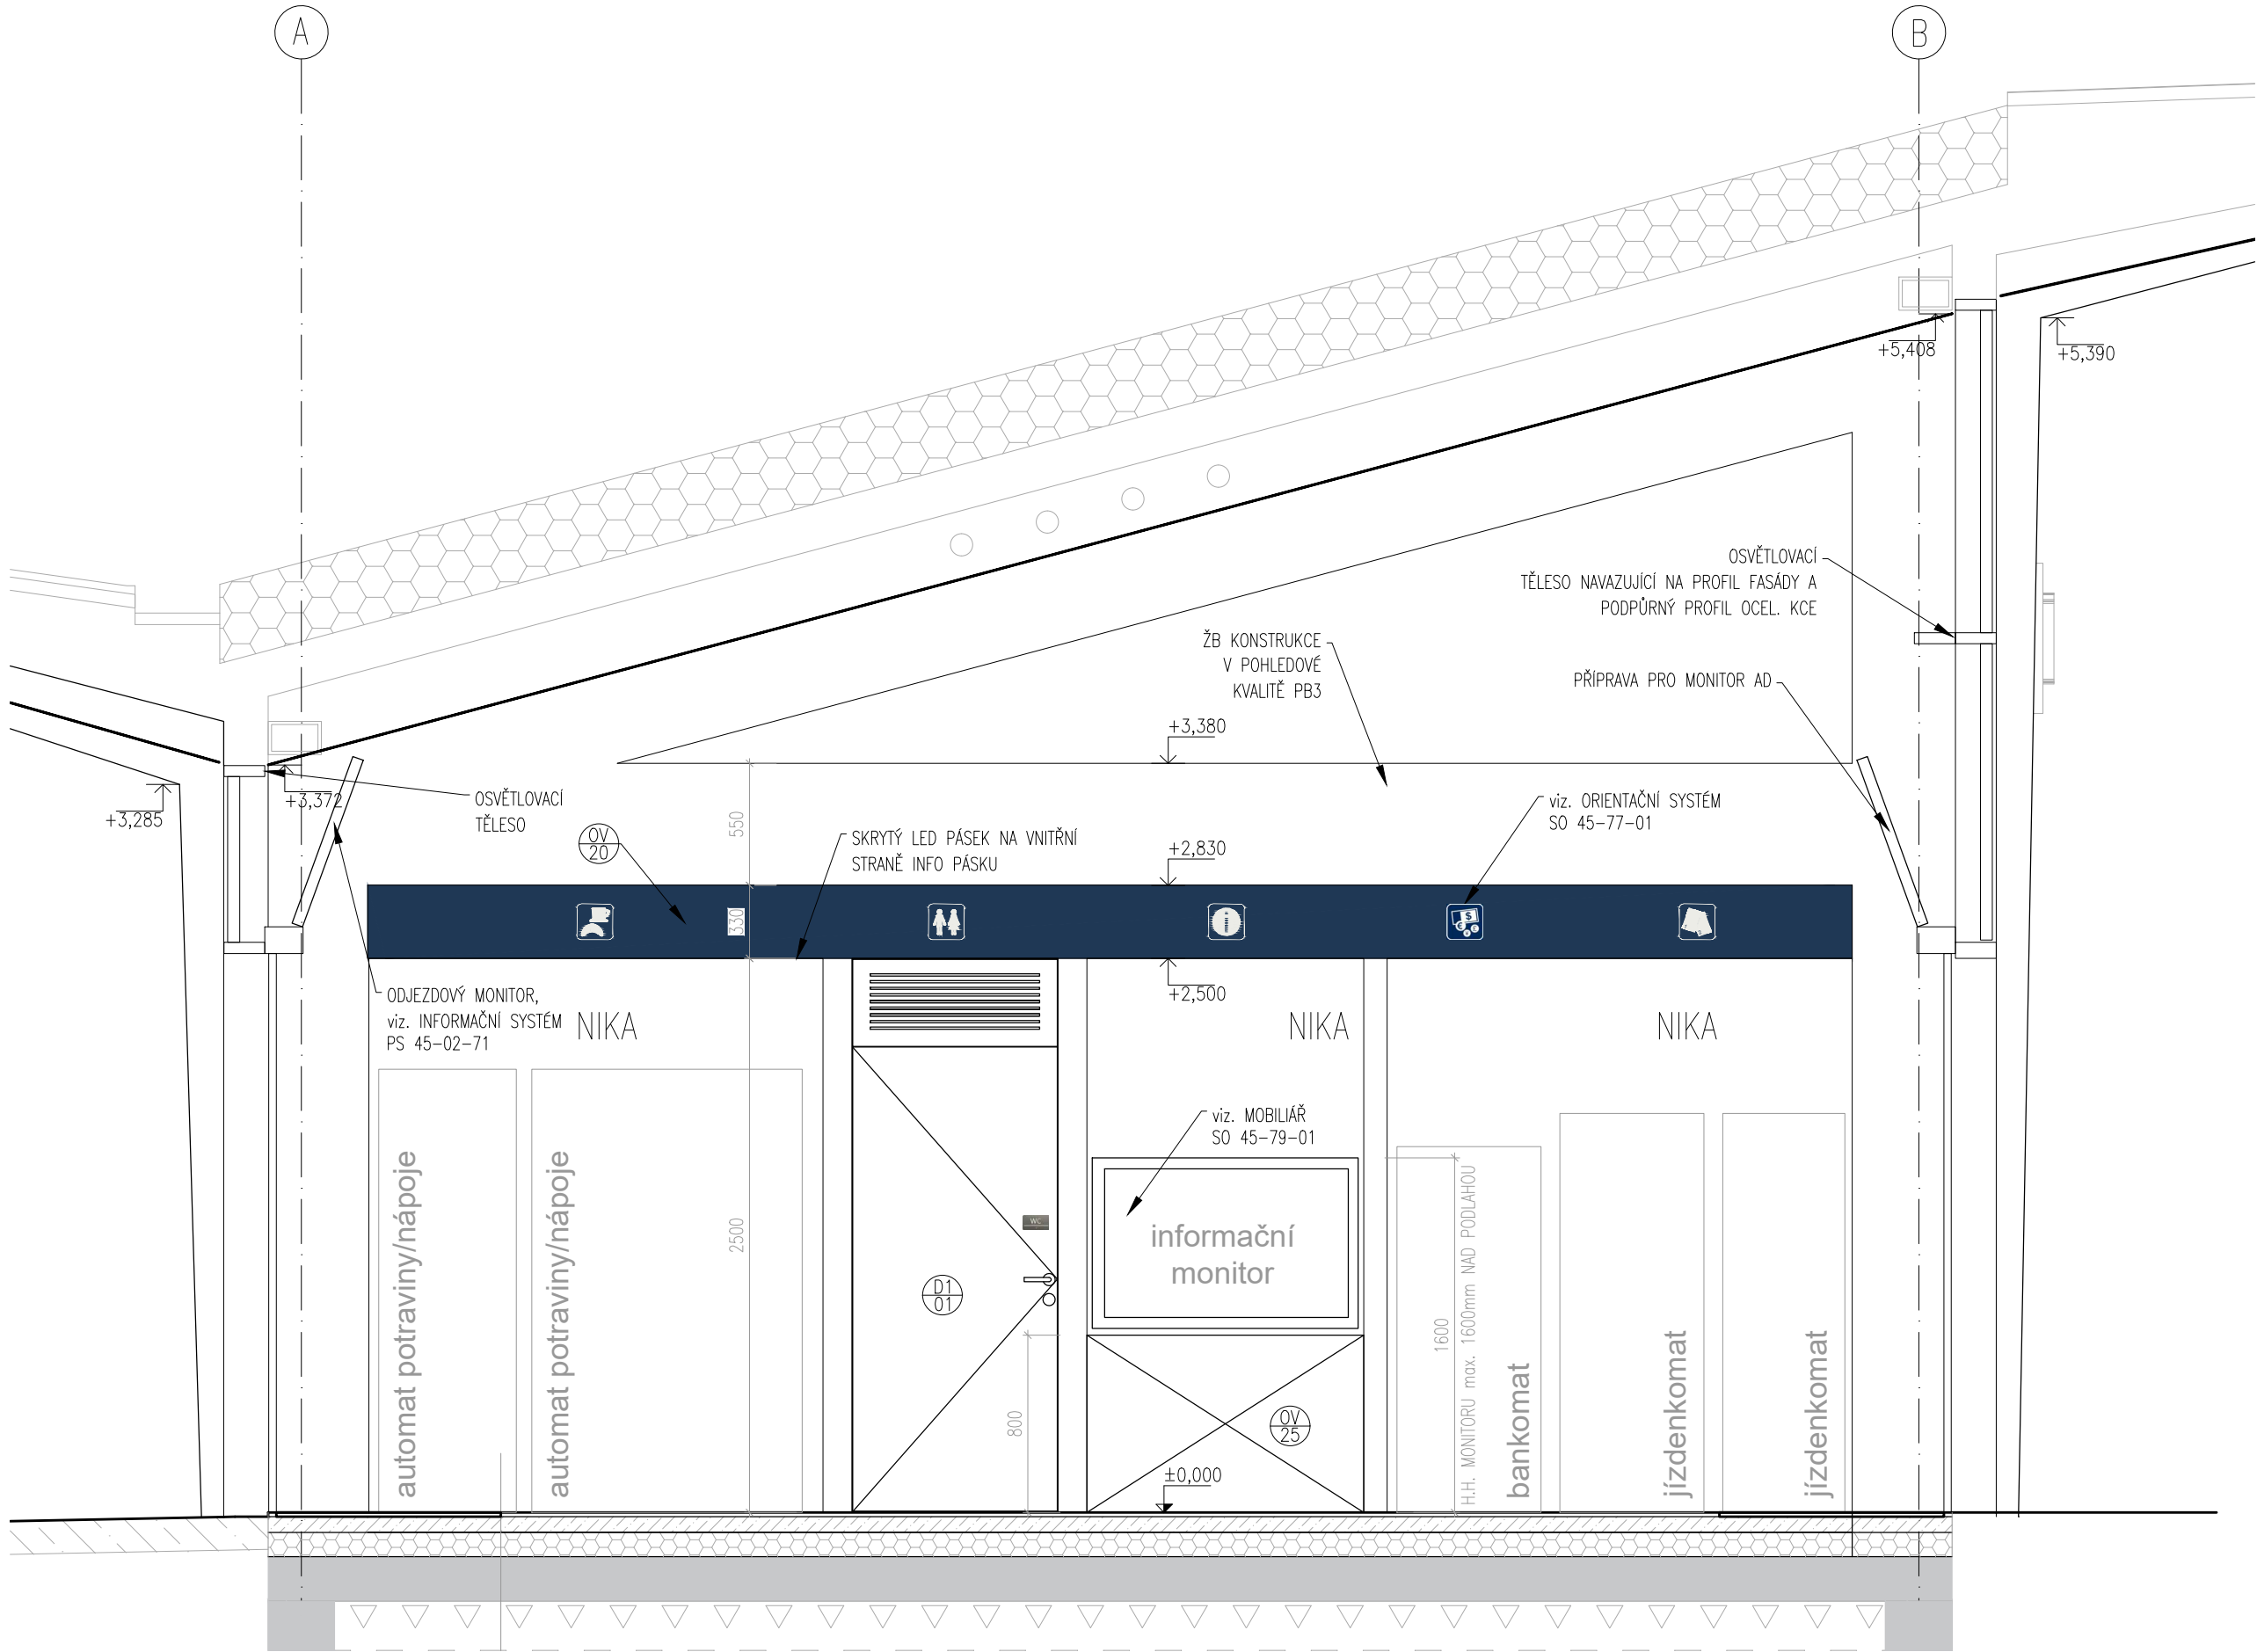 A
B
+5,408
+5,390
OSVĚTLOVACÍ
TĚLESO NAVAZUJÍCÍ NA PROFIL FASÁDY A
PODPŮRNÝ PROFIL OCEL. KCE
ŽB KONSTRUKCE
V POHLEDOVÉ
KVALITĚ PB3
PŘÍPRAVA PRO MONITOR AD
+3,380
+3,372
+3,285
OSVĚTLOVACÍ
TĚLESO
OV
20
550
SKRYTÝ LED PÁSEK NA VNITŘNÍ
STRANĚ INFO PÁSKU
+2,830
viz. ORIENTAČNÍ SYSTÉM
SO 45-77-01
330
ODJEZDOVÝ MONITOR,
viz. INFORMAČNÍ SYSTÉM
PS 45-02-71
NIKA
+2,500
NIKA
NIKA
viz. MOBILIÁŘ
SO 45-79-01
automat potraviny/nápoje
automat potraviny/nápoje
2500
WC
D1
01
800
informační
monitor
OV
25
±0,000
1600
H.H. MONITORU max. 1600mm NAD PODLAHOU
bankomat
jízdenkomat
jízdenkomat